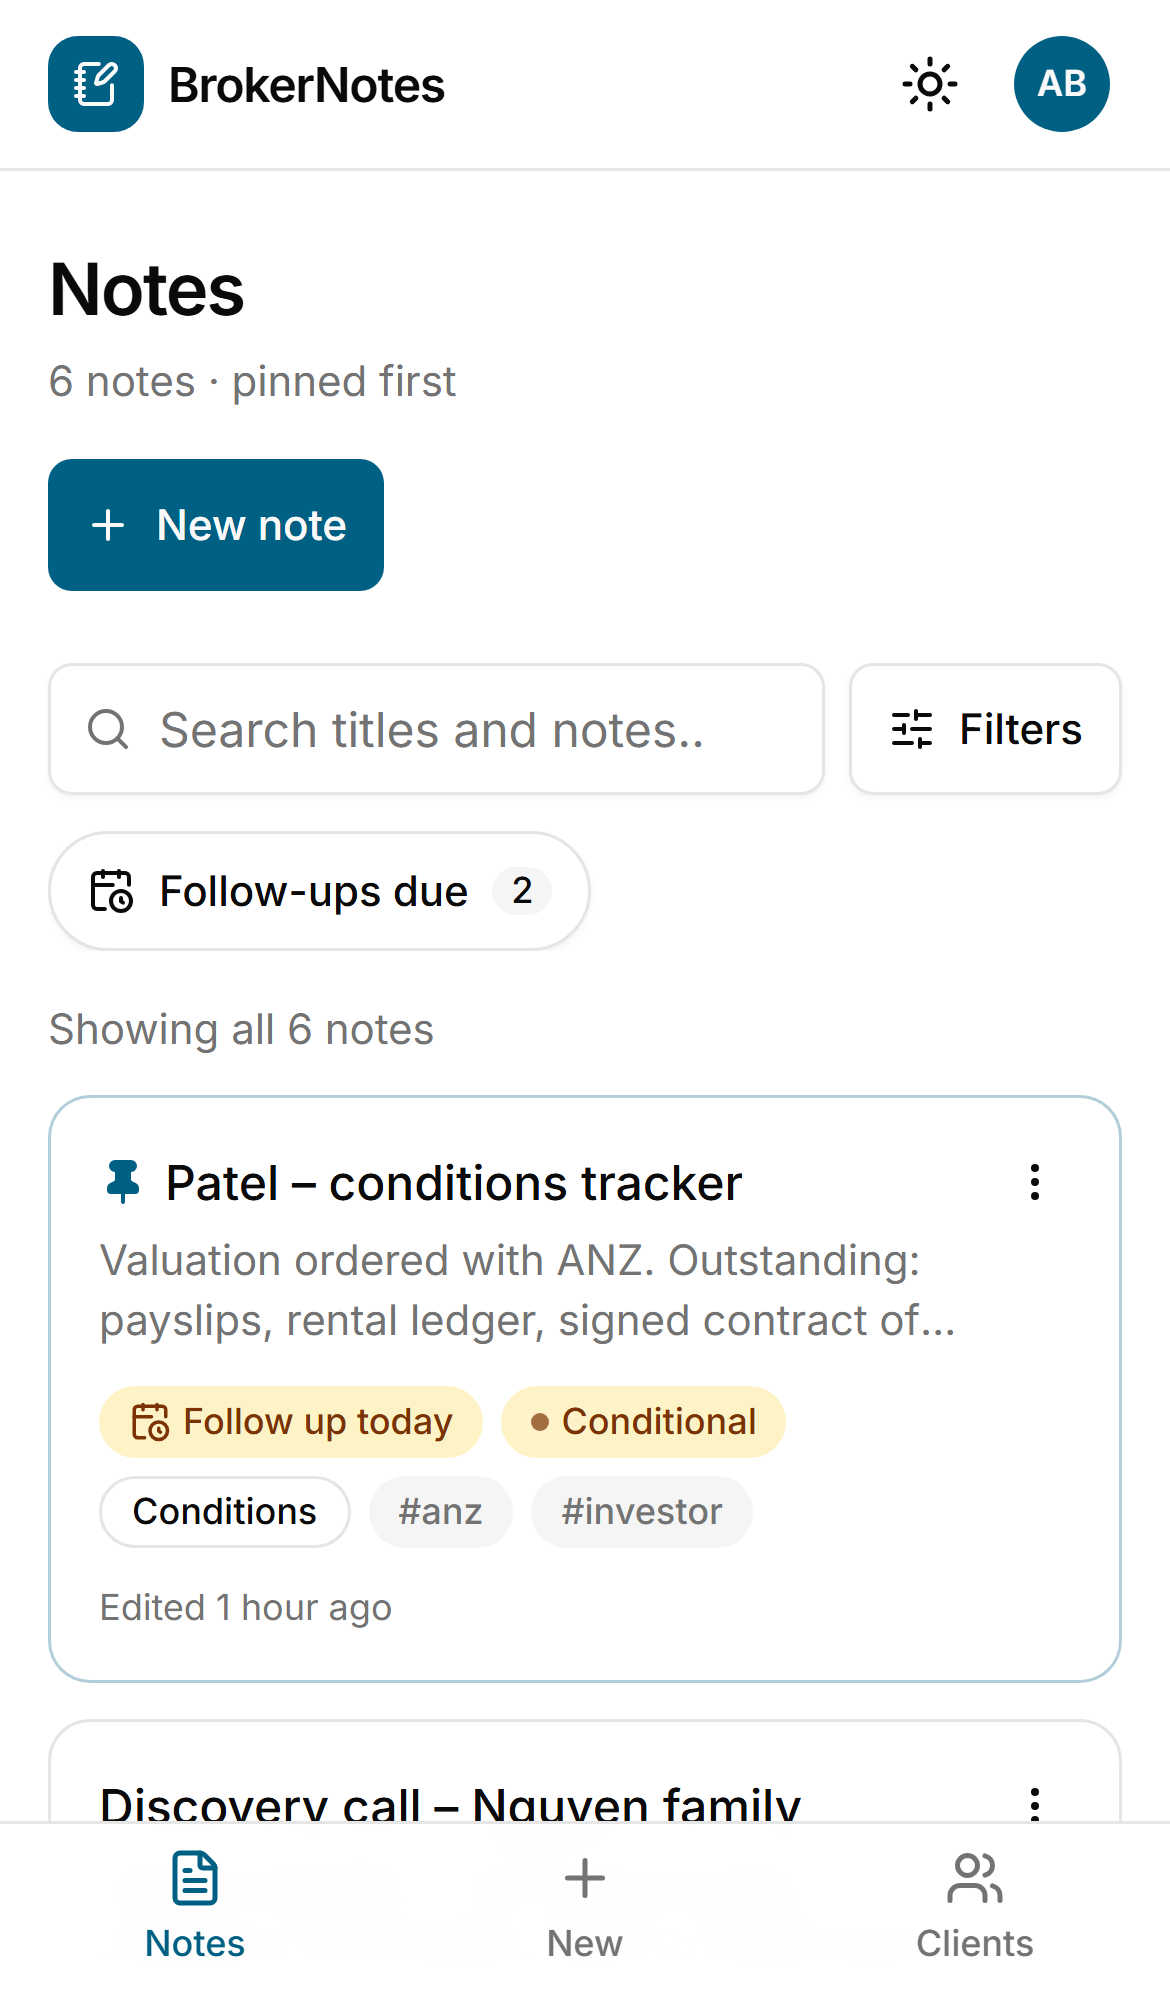 BrokerNotes
AB
Notes
6 notes · pinned first
New note
Search titles and notes..
Filters
Follow-ups due 2
Showing all 6 notes
Patel – conditions tracker
Valuation ordered with ANZ. Outstanding:
payslips, rental ledger, signed contract of...
Follow up today
Conditional
Conditions
#anz
#investor
Edited 1 hour ago
Discovery call – Nguyen family
Notes
New
Clients